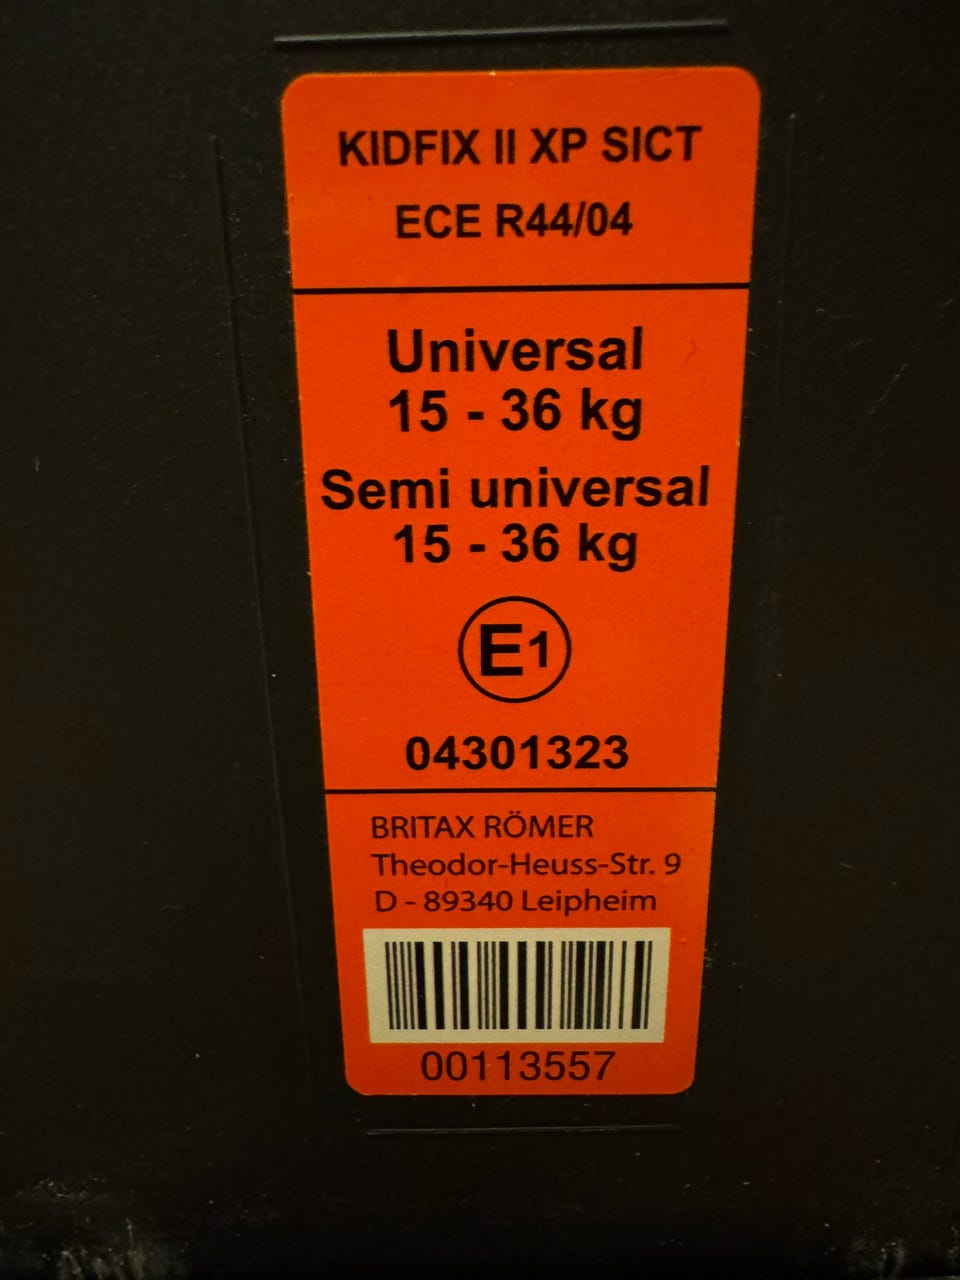 KIDFIX II XP SICT
ECE R44/04
Universal
15 - 36 kg
Semi universal
15 - 36 kg
E1
04301323
BRITAX RÖMER
Theodor-Heuss-Str. 9
D - 89340 Leipheim
00113557